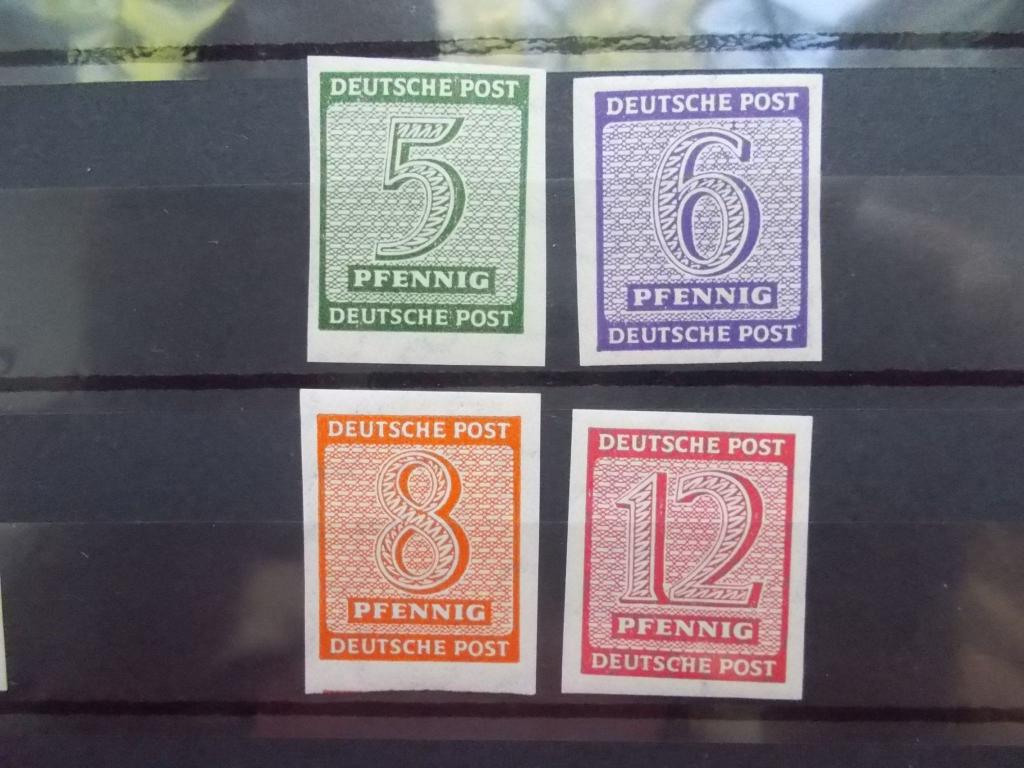 DEUTSCHE POST
5
PFENNIG
DEUTSCHE POST
DEUTSCHE POST
6
PFENNIG
DEUTSCHE POST
DEUTSCHE POST
8
PFENNIG
DEUTSCHE POST
DEUTSCHE POST
12
PFENNIG
DEUTSCHE POST